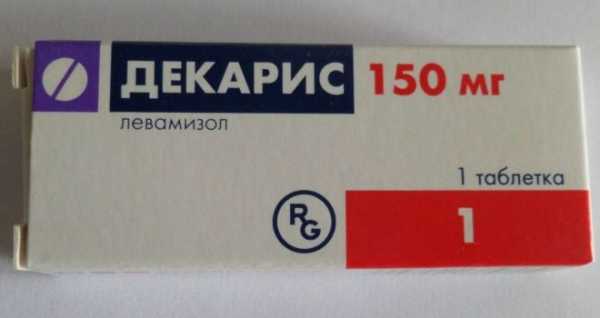 ДЕКАРИС 150 мг
левамизол
1 таблетка
RG
1